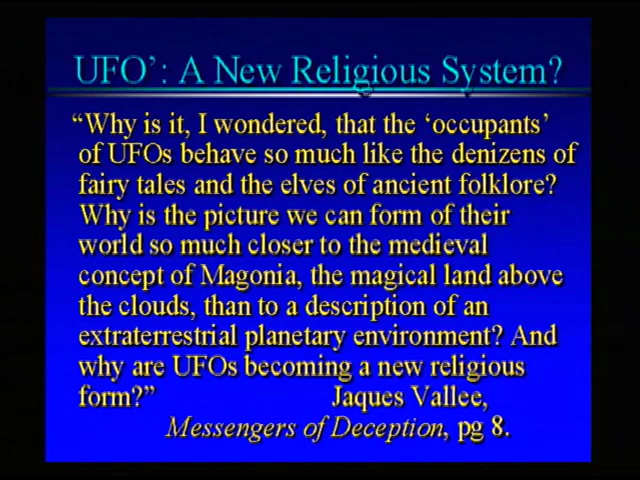 UFO’: A New Religious System?
“Why is it, I wondered, that the ‘occupants’
of UFOs behave so much like the denizens of
fairy tales and the elves of ancient folklore?
Why is the picture we can form of their
world so much closer to the medieval
concept of Magonia, the magical land above
the clouds, than to a description of an
extraterrestrial planetary environment? And
why are UFOs becoming a new religious
form?” Jaques Vallee,
Messengers of Deception, pg 8.